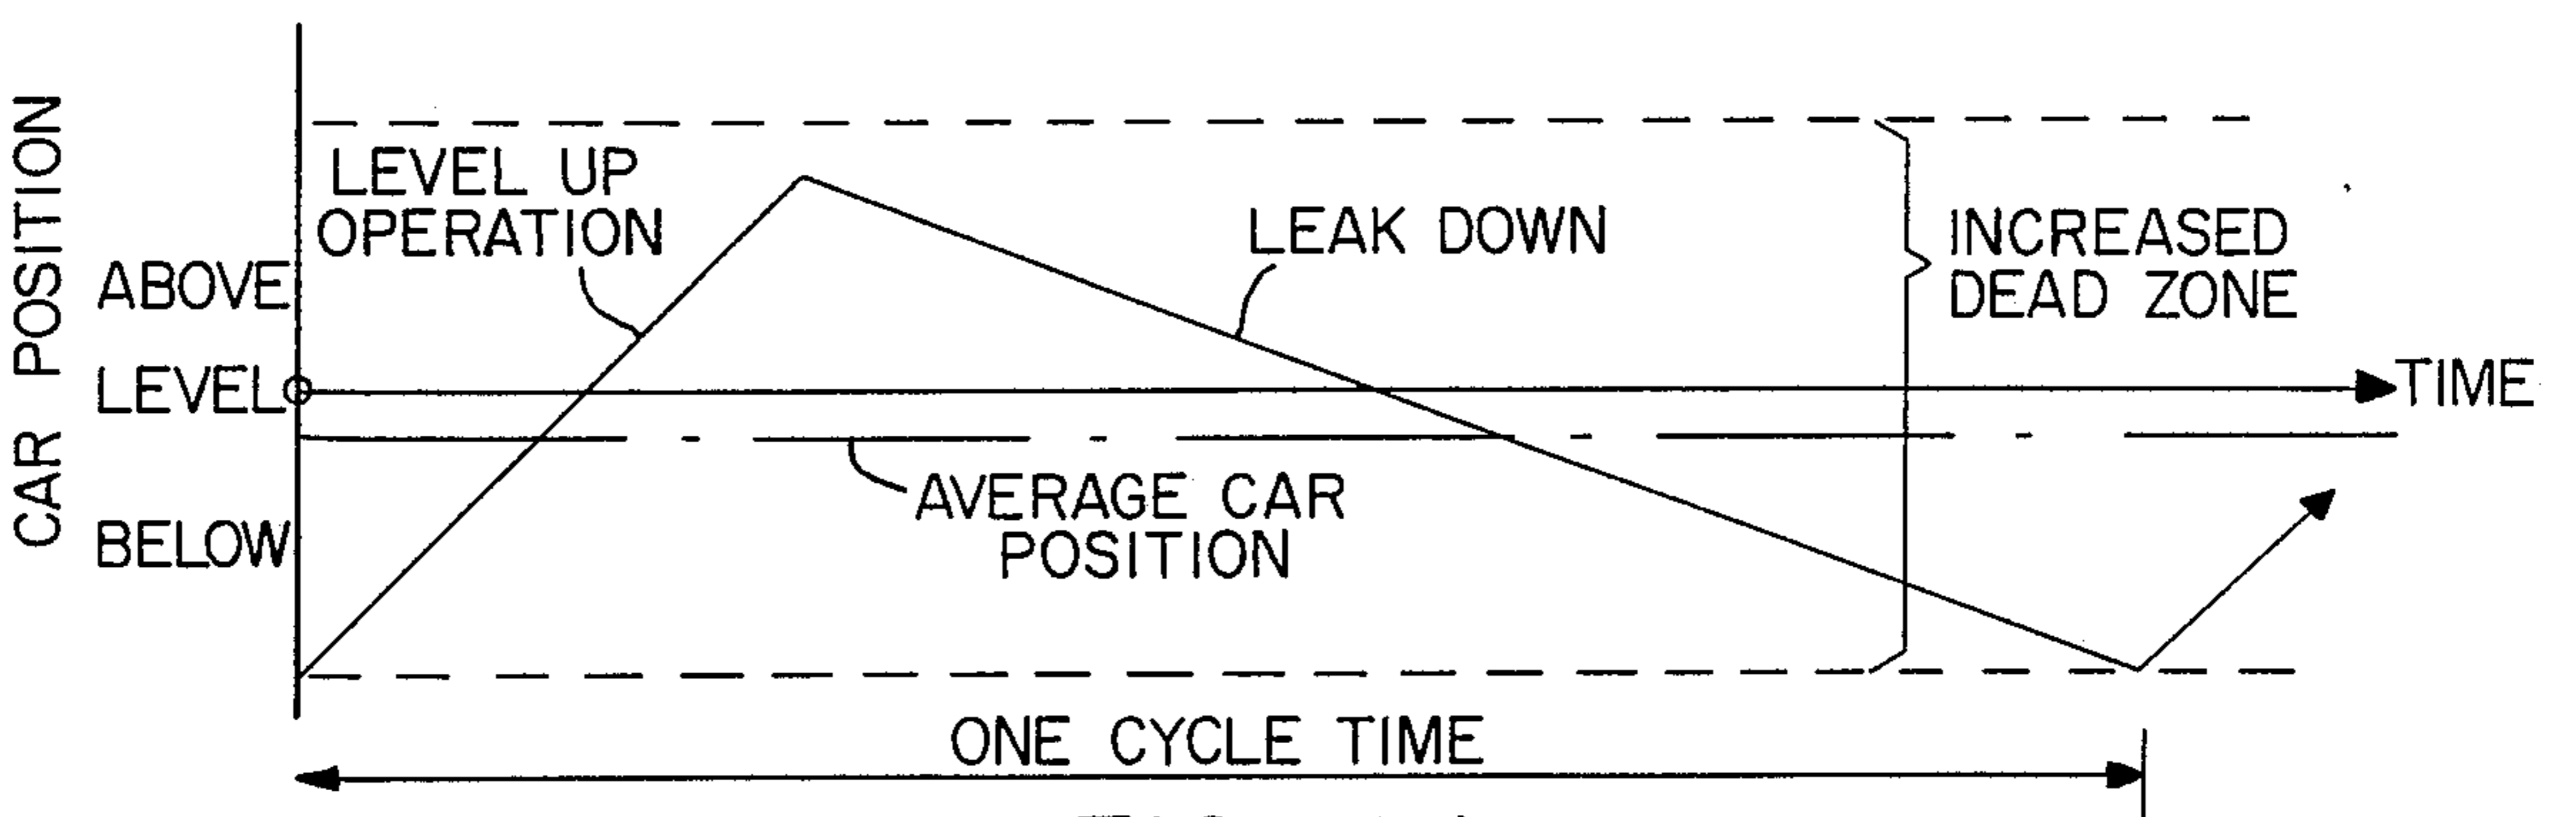 CAR POSITION
ABOVE
LEVEL
BELOW
LEVEL UP
OPERATION
LEAK DOWN
INCREASED
DEAD ZONE
TIME
AVERAGE CAR
POSITION
ONE CYCLE TIME